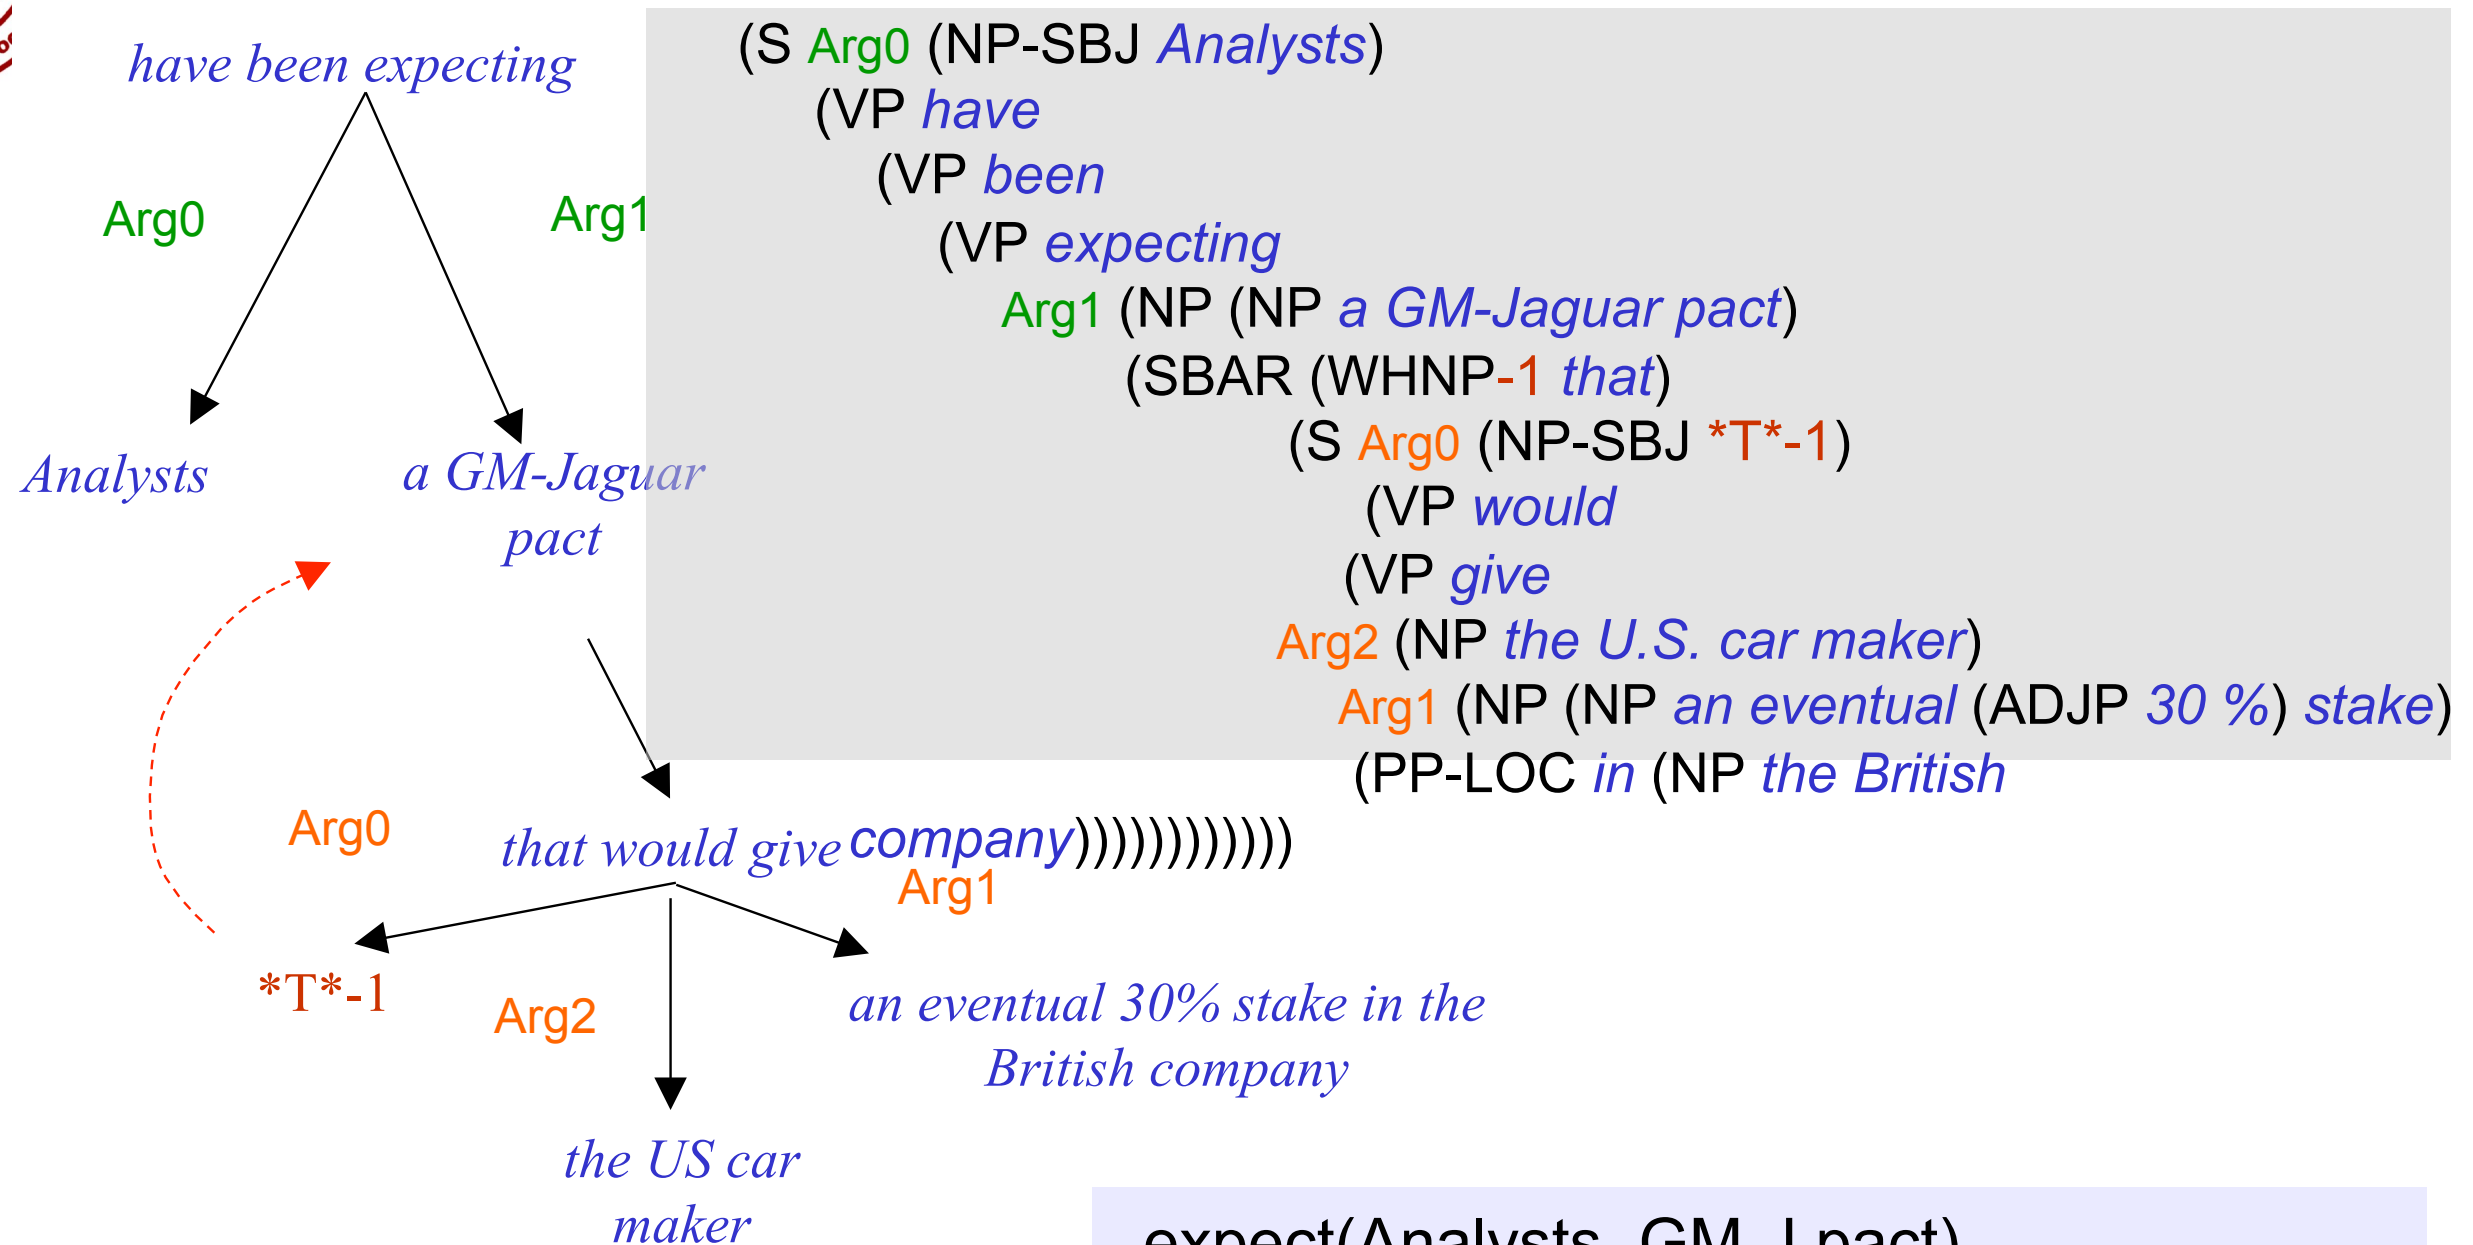 have been expecting
Arg0
Arg1
Analysts
a GM-Jaguar
pact
Arg0
that would give
Arg1
*T*-1
Arg2
an eventual 30% stake in the
British company
the US car
maker
(S Arg0 (NP-SBJ Analysts)
(VP have
(VP been
(VP expecting
Arg1 (NP (NP a GM-Jaguar pact)
(SBAR (WHNP-1 that)
(S Arg0 (NP-SBJ *T*-1)
(VP would
(VP give
Arg2 (NP the U.S. car maker)
Arg1 (NP (NP an eventual (ADJP 30 %) stake)
(PP-LOC in (NP the British
company))))))))))))
expect(Analysts, GM-J pact)